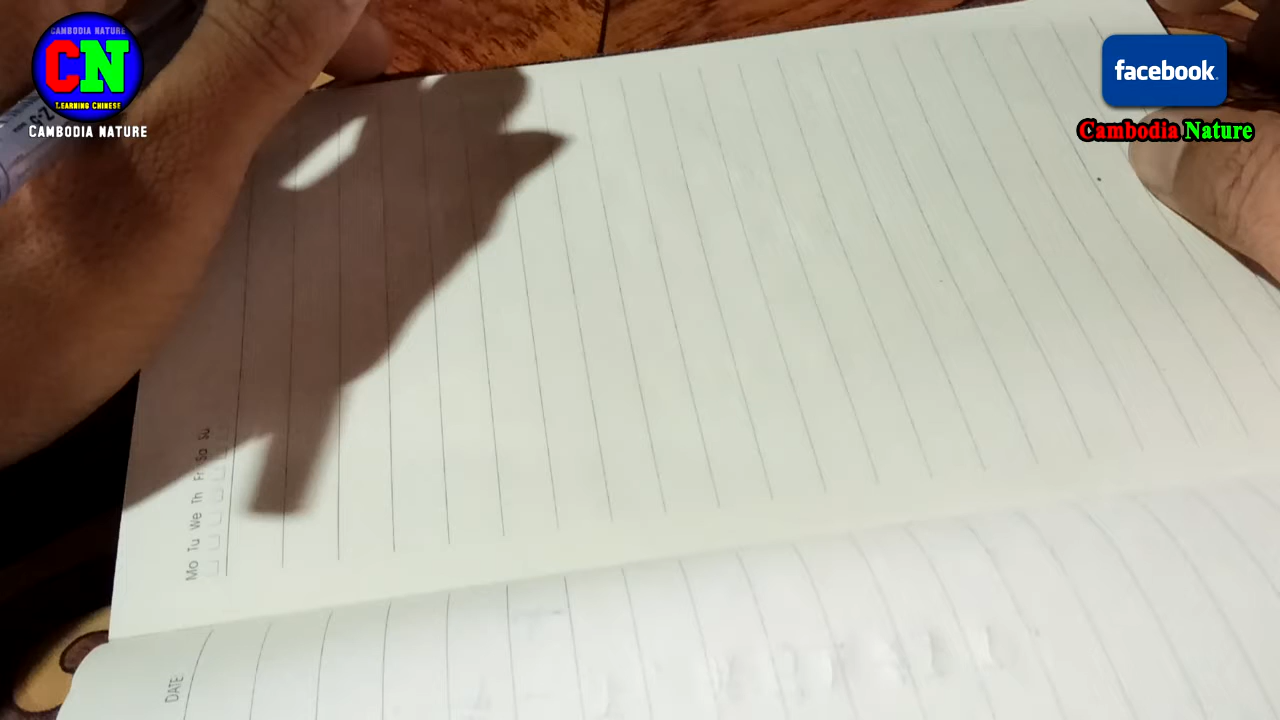 CAMBODIA NATURE
CN
LEARNING CHINESE
CAMBODIA NATURE
facebook
Cambodia Nature
Mo Tu We Th Fr Sa Su
DATE